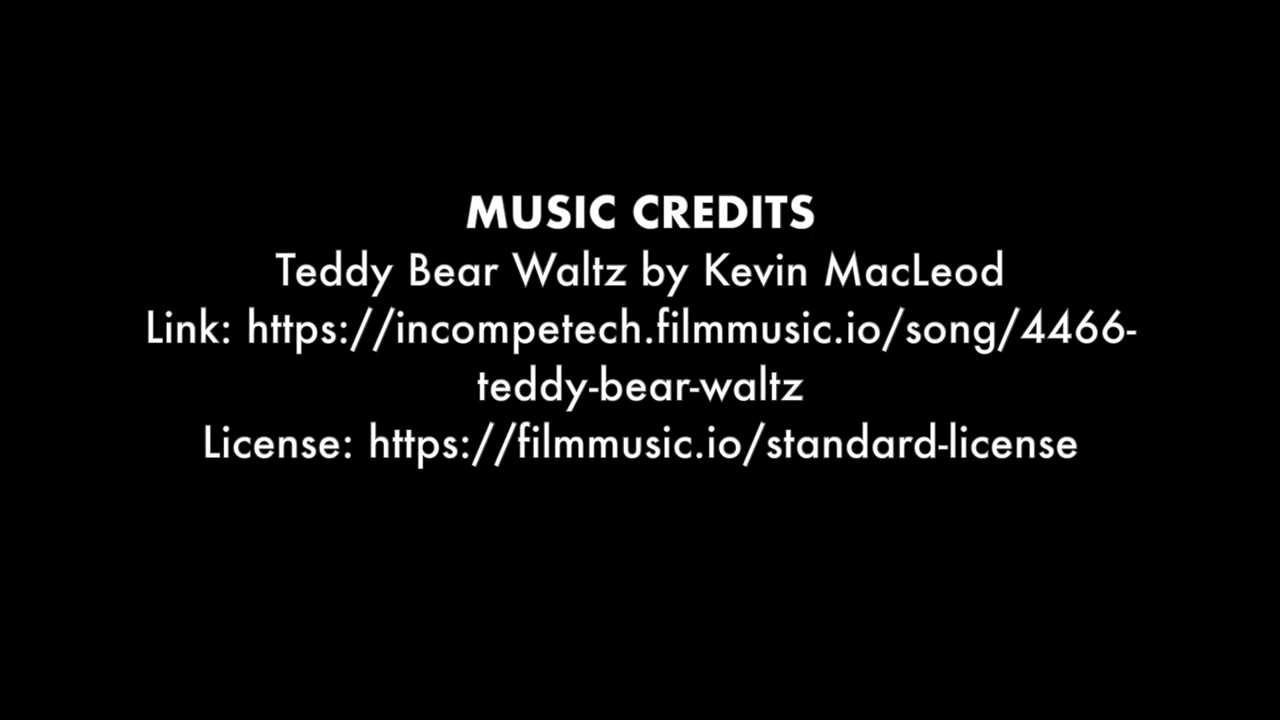 MUSIC CREDITS
Teddy Bear Waltz by Kevin MacLeod
Link: https://incompetech.filmmusic.io/song/4466-
teddy-bear-waltz
License: https://filmmusic.io/standard-license